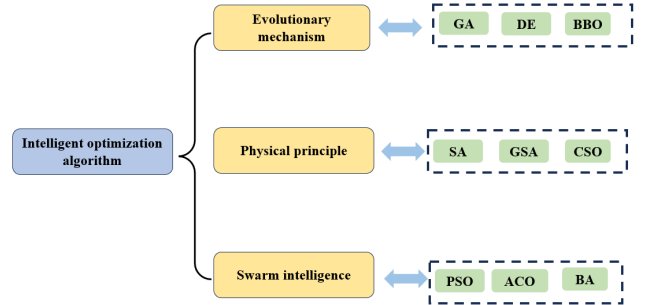 Evolutionary
mechanism
GA DE BBO
Intelligent optimization
algorithm
Physical principle
SA GSA CSO
Swarm intelligence
PSO ACO BA